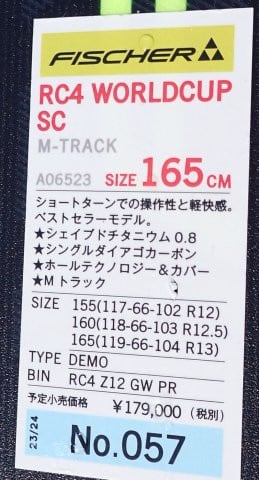 FISCHER
RC4 WORLDCUP
SC
M-TRACK
A06523 SIZE 165CM
ショートターンでの操作性と軽快感。
ベストセラーモデル。
★シェイプドチタニウム 0.8
★シングルダイアゴカーボン
★ホールテクノロジー＆カバー
★M トラック
SIZE 155(117-66-102 R12)
160(118-66-103 R12.5)
165(119-66-104 R13)
TYPE DEMO
BIN RC4 Z12 GW PR
予定小売価格 ¥179,000 (税別)
23/24 No.057